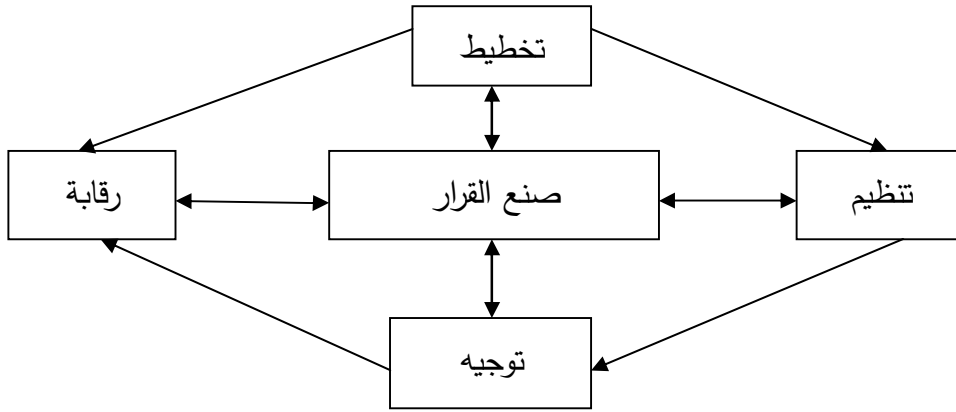 تخطيط
تنظيم
صنع القرار
رقابة
توجيه